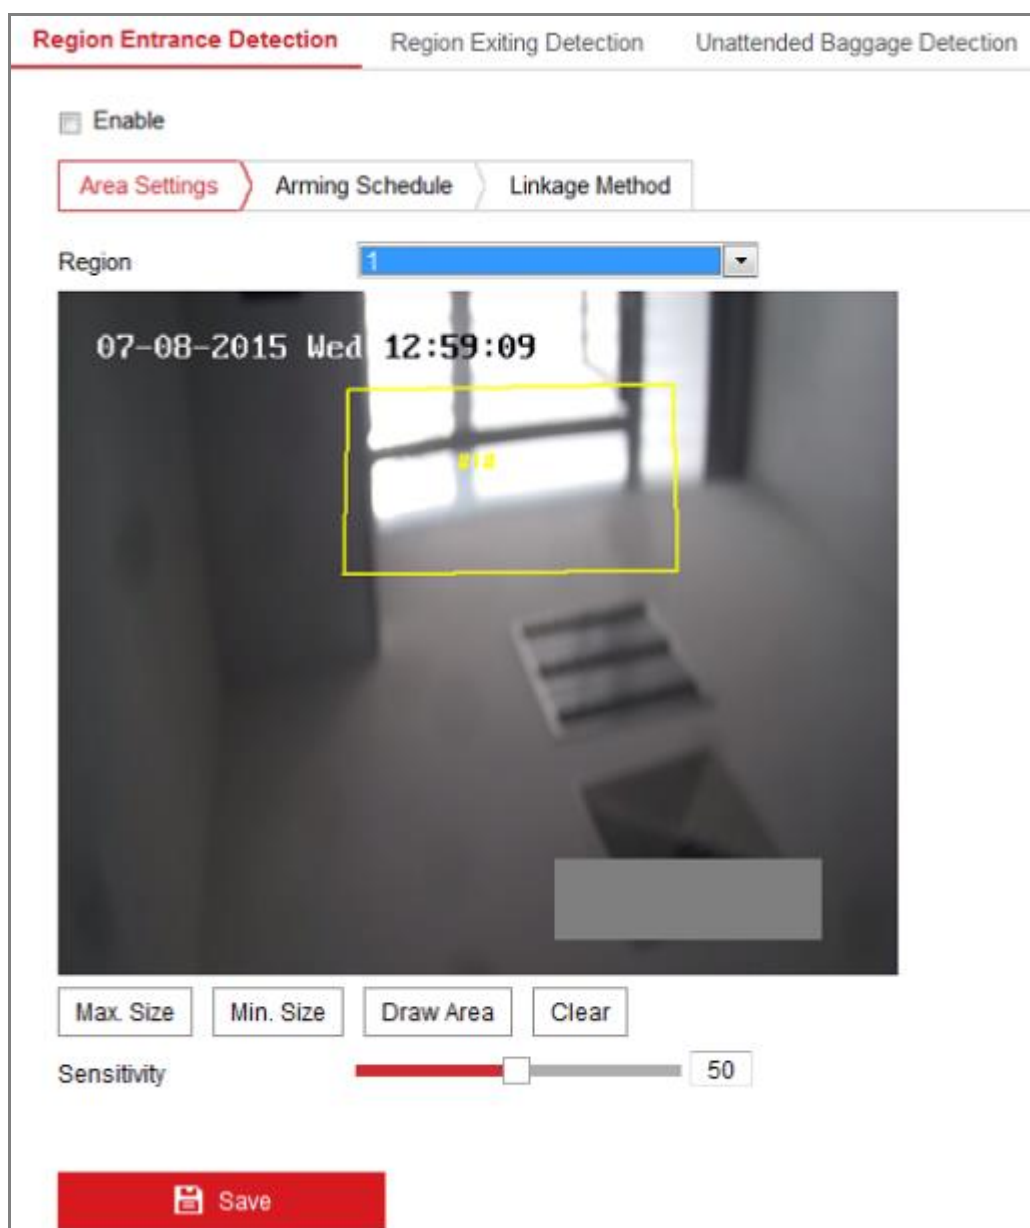 Region Entrance Detection Region Exiting Detection Unattended Baggage Detection
Enable
Area Settings Arming Schedule Linkage Method
Region 1
07-08-2015 Wed 12:59:09
#1#
Max. Size Min. Size Draw Area Clear
Sensitivity 50
Save